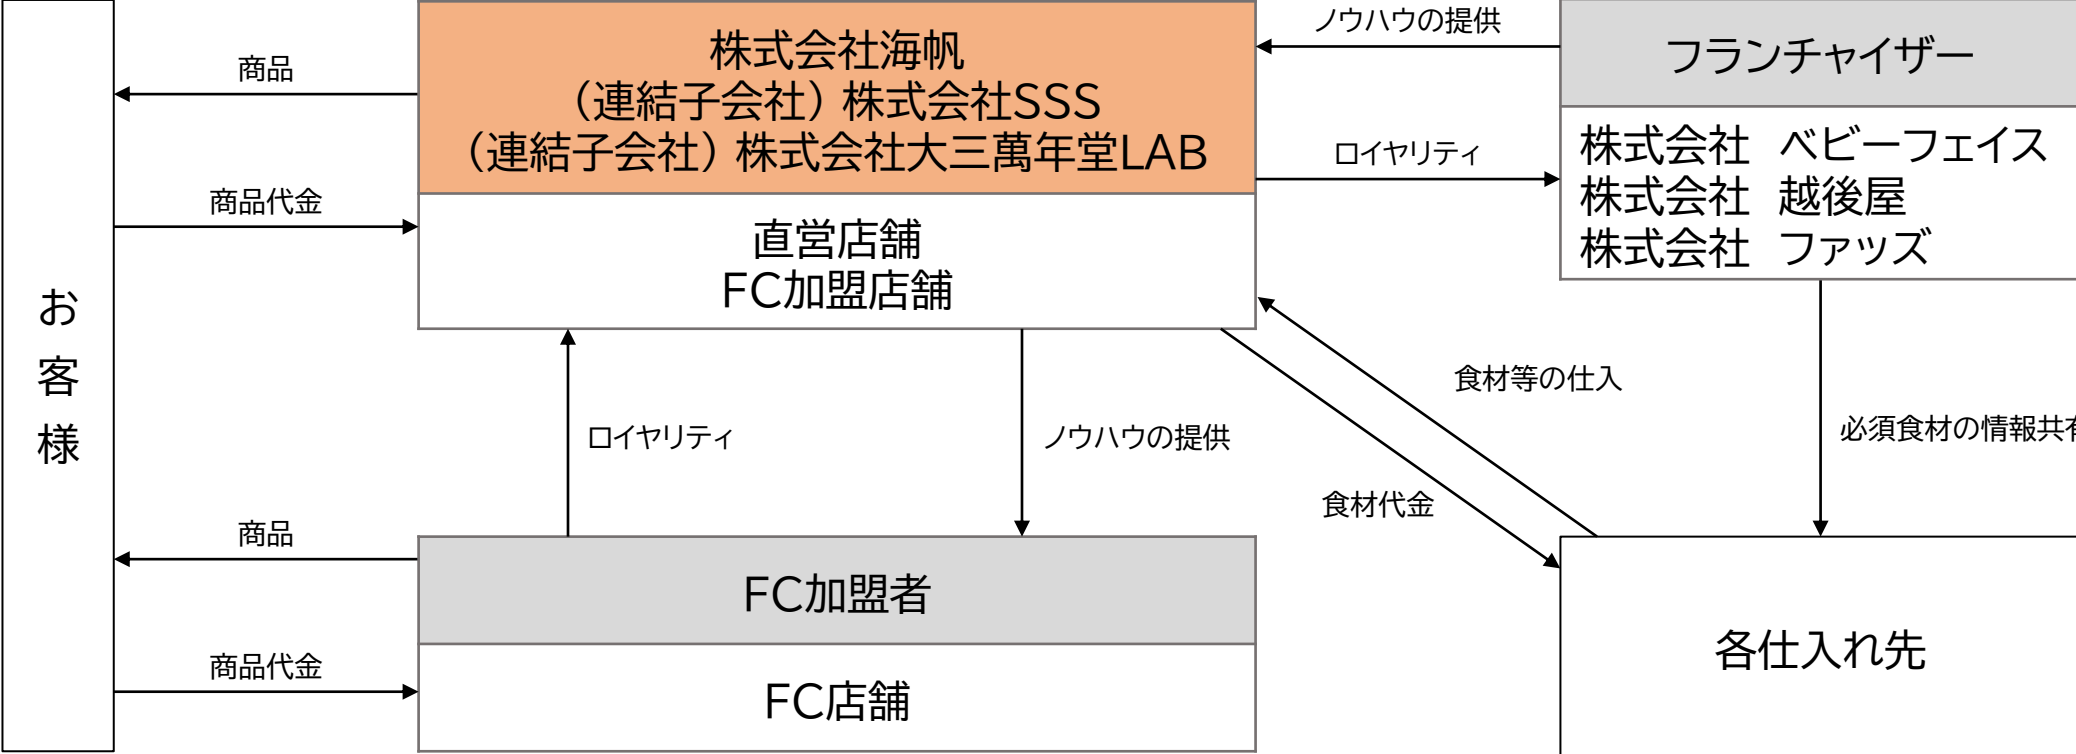 お客様
商品
商品代金
株式会社海帆
（連結子会社）株式会社SSS
（連結子会社）株式会社大三萬年堂LAB
直営店舗
FC加盟店舗
ノウハウの提供
ロイヤリティ
フランチャイザー
株式会社　ベビーフェイス
株式会社　越後屋
株式会社　ファッズ
ロイヤリティ
ノウハウの提供
食材等の仕入
食材代金
必須食材の情報共有
商品
商品代金
FC加盟者
FC店舗
各仕入れ先